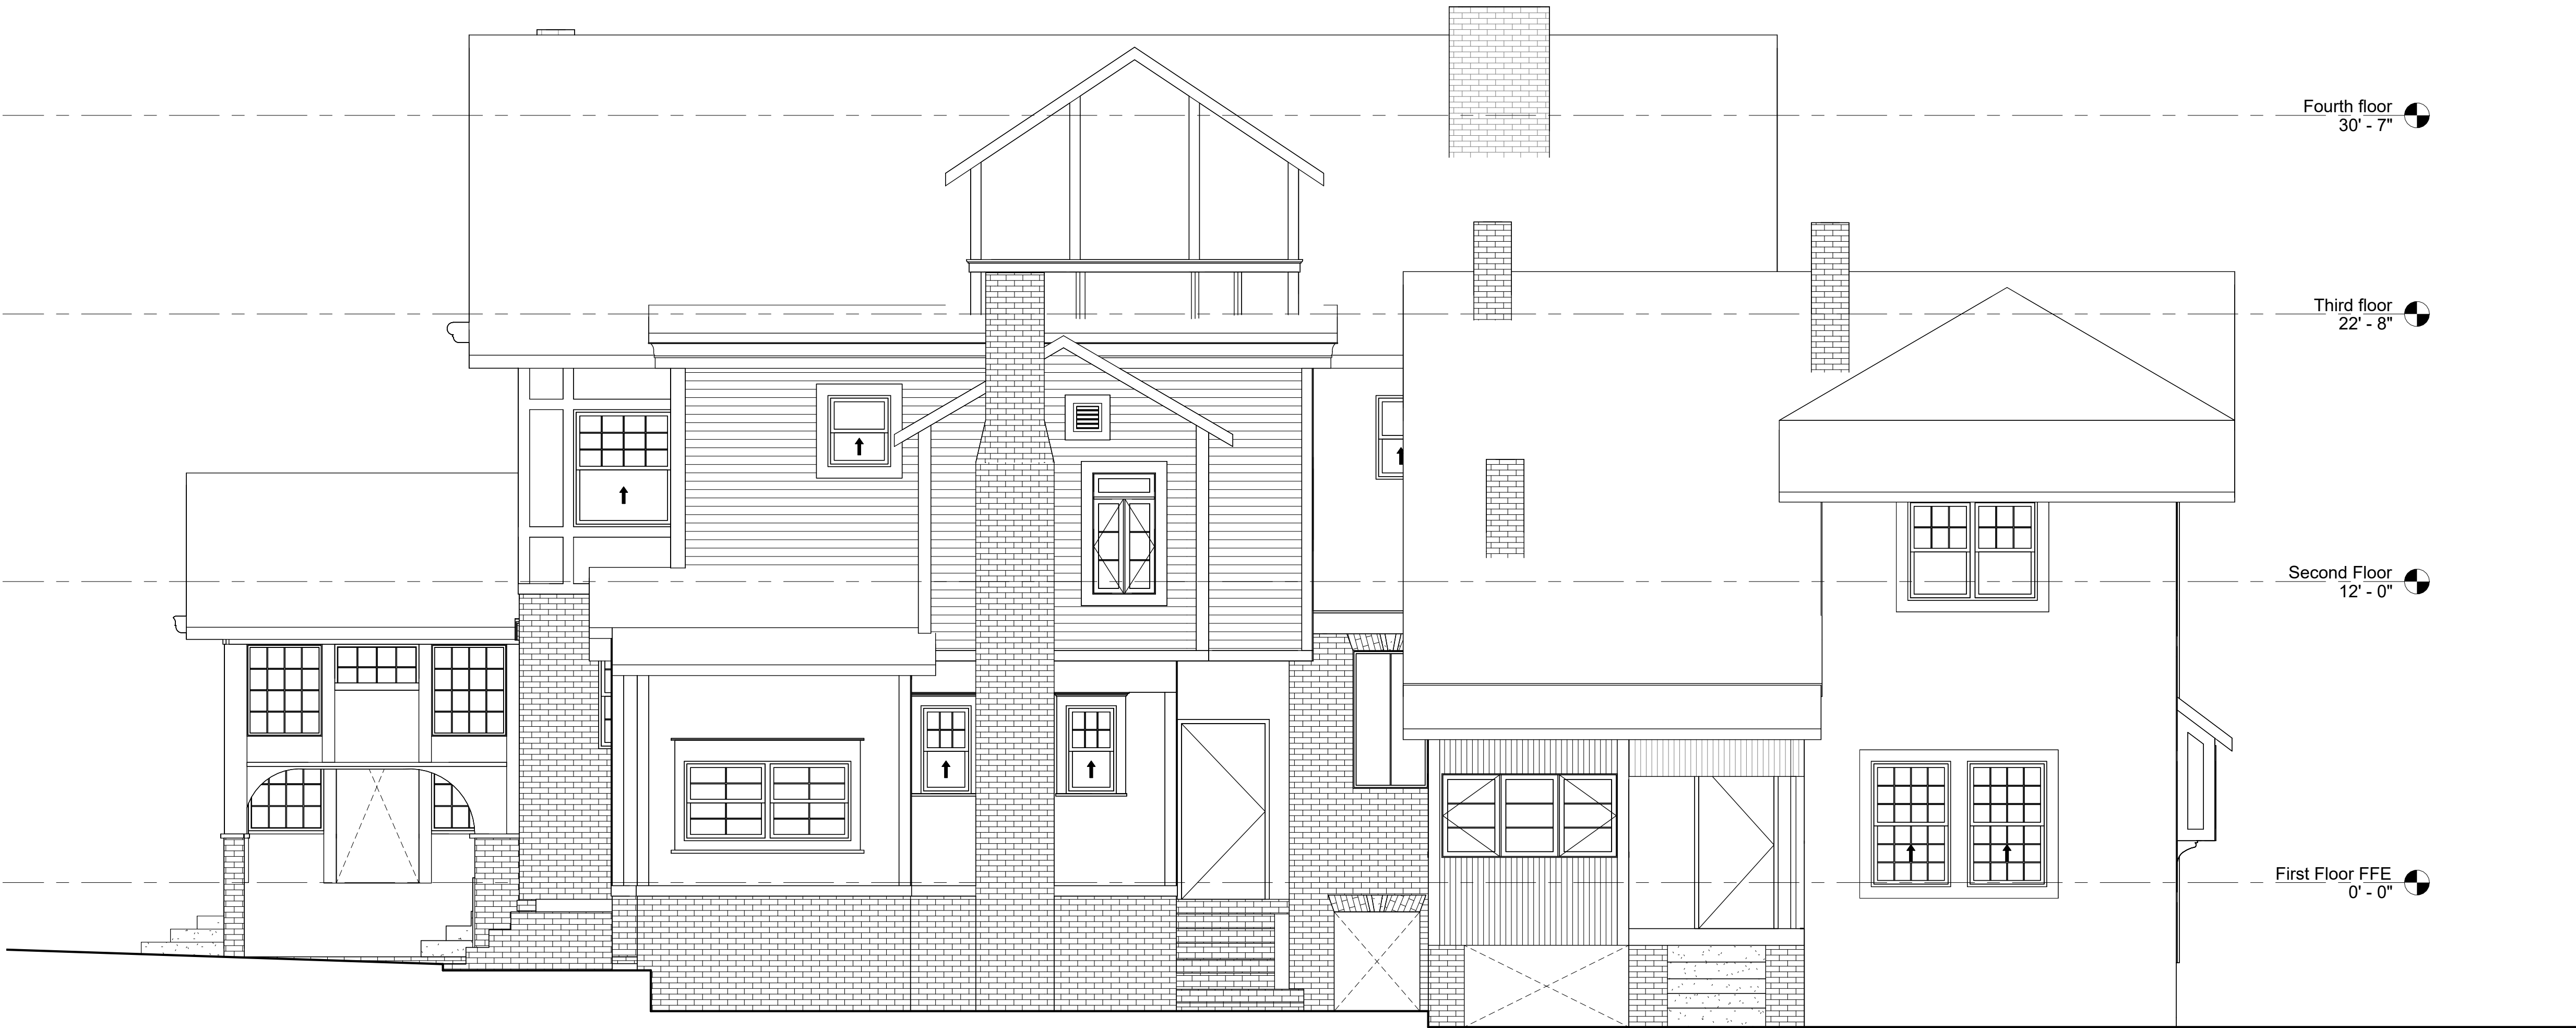 Fourth floor
30' - 7"
Third floor
22' - 8"
Second Floor
12' - 0"
First Floor FFE
0' - 0"